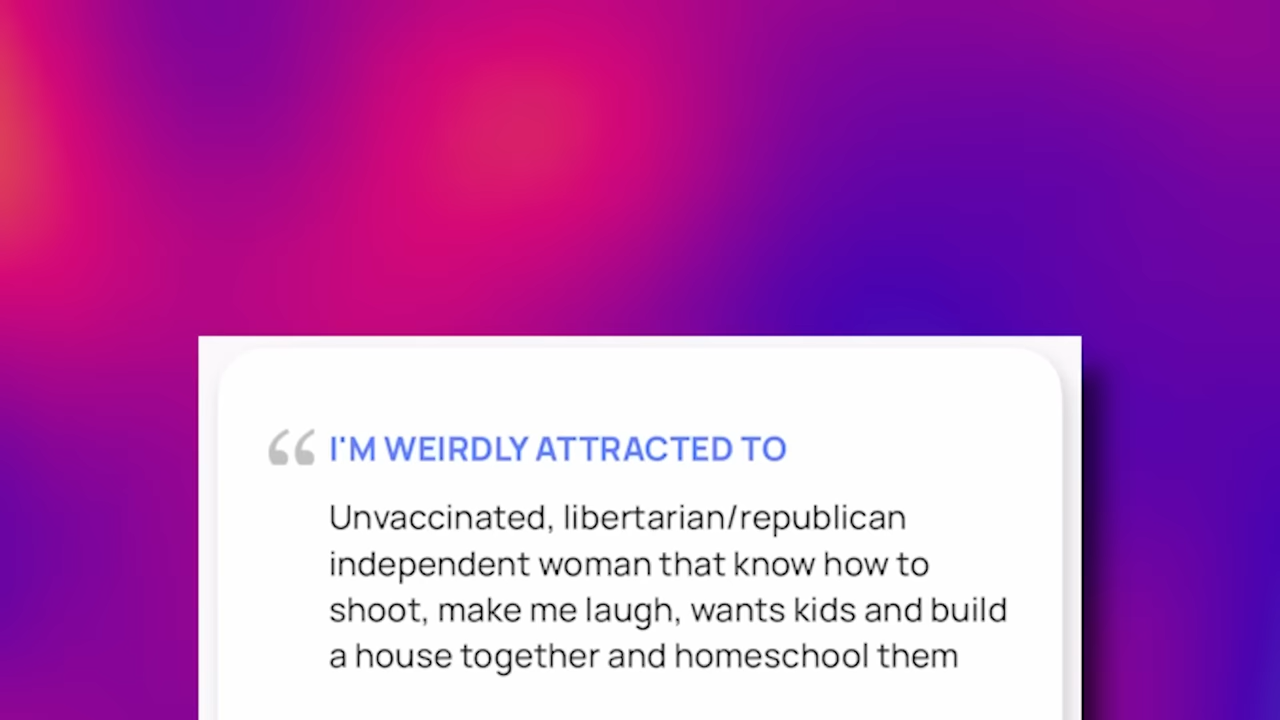 “ I'M WEIRDLY ATTRACTED TO
Unvaccinated, libertarian/republican
independent woman that know how to
shoot, make me laugh, wants kids and build
a house together and homeschool them